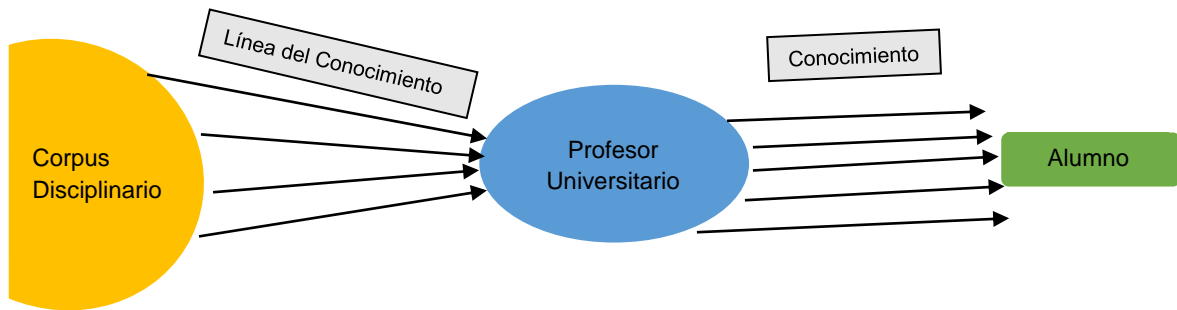 Línea del Conocimiento
Conocimiento
Corpus
Disciplinario
Profesor
Universitario
Alumno